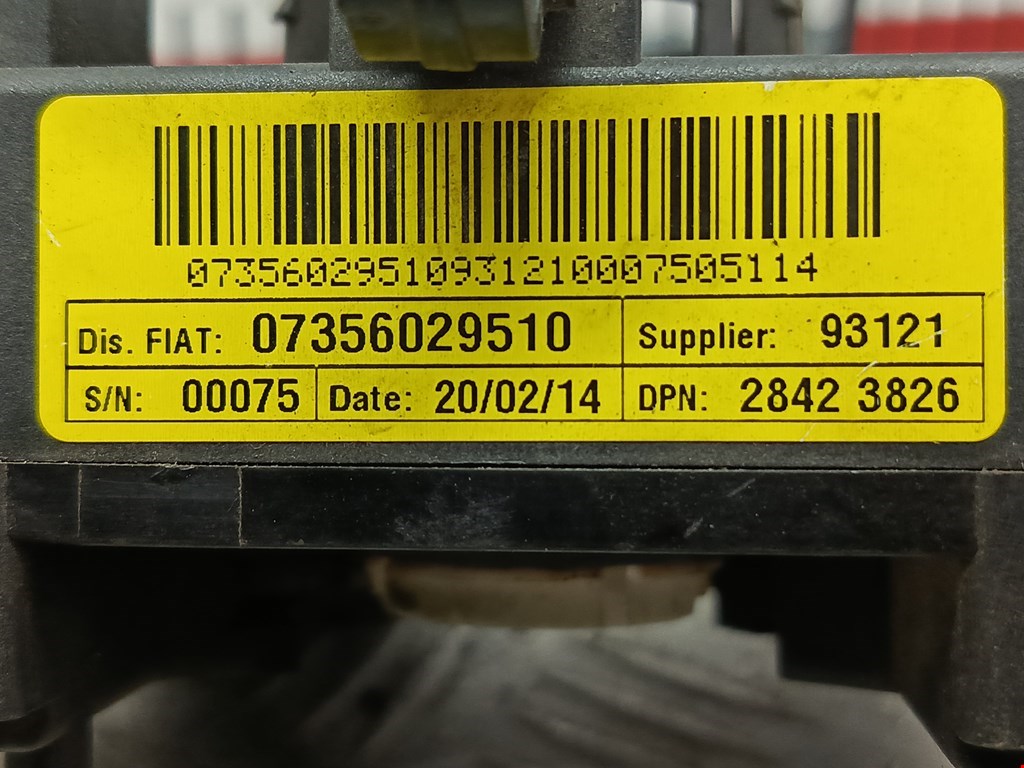 07356029510931210007505114
Dis. FIAT: 07356029510 Supplier: 93121
S/N: 00075 Date: 20/02/14 DPN: 2842 3826